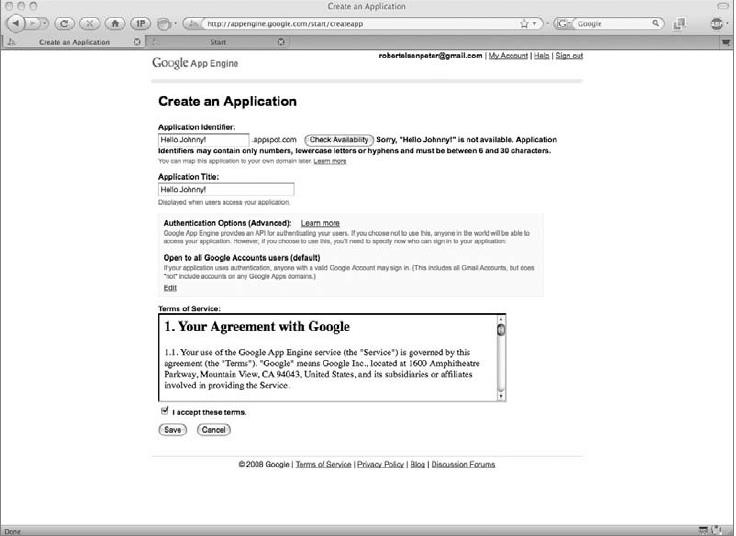 Create an Application
http://appengine.google.com/start/createapp
Google
Create an Application
Start
robertelsenpeter@gmail.com | My Account | Help | Sign out
Google App Engine
Create an Application
Application Identifier:
Hello Johnny! .appspot.com Check Availability Sorry, "Hello Johnny!" is not available. Application
Identifiers may contain only numbers, lowercase letters or hyphens and must be between 6 and 30 characters.
You can map this application to your own domain later. Learn more
Application Title:
Hello Johnny!
Displayed when users access your application.
Authentication Options (Advanced): Learn more
Google App Engine provides an API for authenticating your users. If you choose not to use this, anyone in the world will be able to
access your application. However, if you choose to use this, you'll need to specify now who can sign in to your application:
Open to all Google Accounts users (default)
If your application uses authentication, anyone with a valid Google Account may sign in. (This includes all Gmail Accounts, but does
*not* include accounts on any Google Apps domains.)
Edit
Terms of Service:
1. Your Agreement with Google
1.1. Your use of the Google App Engine service (the "Service") is governed by this
agreement (the "Terms"). "Google" means Google Inc., located at 1600 Amphitheatre
Parkway, Mountain View, CA 94043, United States, and its subsidiaries or affiliates
involved in providing the Service.
I accept these terms.
Save Cancel
©2008 Google | Terms of Service | Privacy Policy | Blog | Discussion Forums
Done